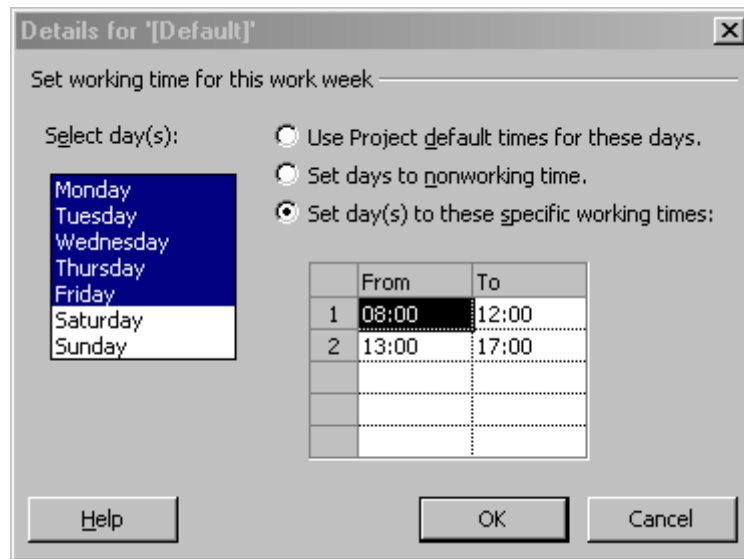 Details for '[Default]'
Set working time for this work week
Select day(s):
Use Project default times for these days.
Set days to nonworking time.
Set day(s) to these specific working times:
Monday
Tuesday
Wednesday
Thursday
Friday
Saturday
Sunday
From To
1 08:00 12:00
2 13:00 17:00
Help OK Cancel